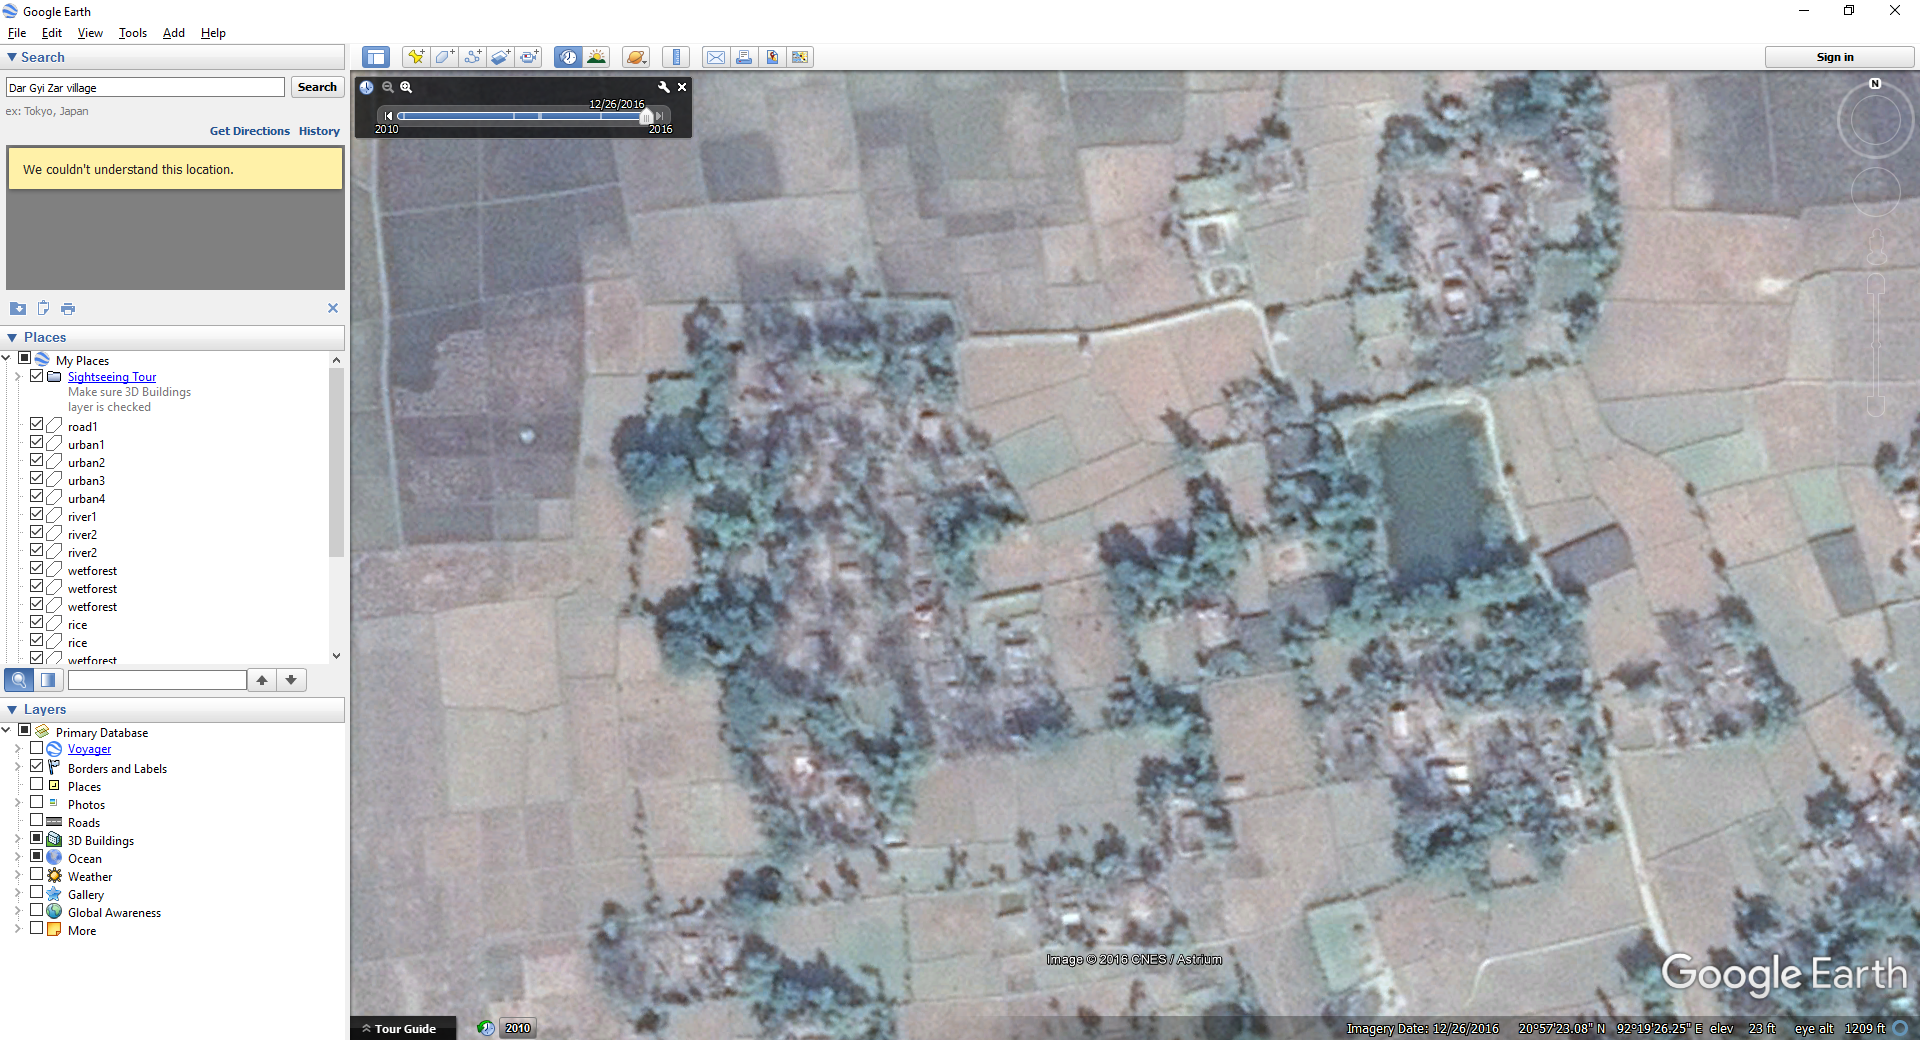 Google Earth
File Edit View Tools Add Help
Search
Dar Gyi Zar village Search
ex: Tokyo, Japan
Get Directions History
We couldn't understand this location.
Places
My Places
Sightseeing Tour
Make sure 3D Buildings
layer is checked
road1
urban1
urban2
urban3
urban4
river1
river2
river2
wetforest
wetforest
wetforest
rice
rice
wetforest
Layers
Primary Database
Voyager
Borders and Labels
Places
Photos
Roads
3D Buildings
Ocean
Weather
Gallery
Global Awareness
More
Sign in
12/26/2016
2010 2016
N
Image © 2016 CNES / Astrium
Google Earth
Tour Guide 2010
Imagery Date: 12/26/2016 20°57'23.08" N 92°19'26.25" E elev 23 ft eye alt 1209 ft